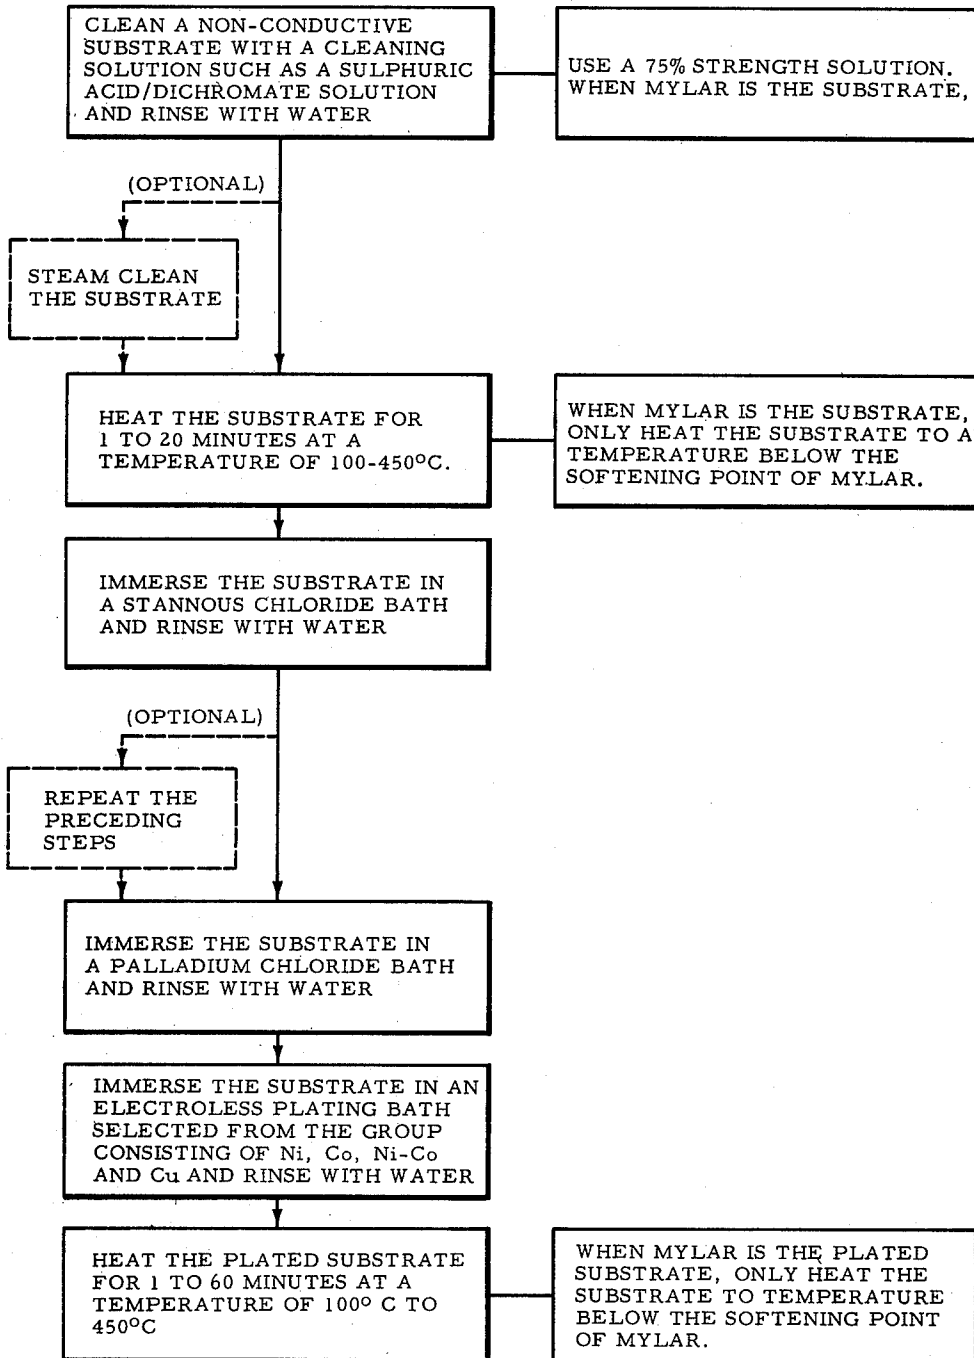 CLEAN A NON-CONDUCTIVE
SUBSTRATE WITH A CLEANING
SOLUTION SUCH AS A SULPHURIC
ACID/DICHROMATE SOLUTION
AND RINSE WITH WATER
USE A 75% STRENGTH SOLUTION.
WHEN MYLAR IS THE SUBSTRATE,
(OPTIONAL)
STEAM CLEAN
THE SUBSTRATE
HEAT THE SUBSTRATE FOR
1 TO 20 MINUTES AT A
TEMPERATURE OF 100-450°C.
WHEN MYLAR IS THE SUBSTRATE,
ONLY HEAT THE SUBSTRATE TO A
TEMPERATURE BELOW THE
SOFTENING POINT OF MYLAR.
IMMERSE THE SUBSTRATE IN
A STANNOUS CHLORIDE BATH
AND RINSE WITH WATER
(OPTIONAL)
REPEAT THE
PRECEDING
STEPS
IMMERSE THE SUBSTRATE IN
A PALLADIUM CHLORIDE BATH
AND RINSE WITH WATER
IMMERSE THE SUBSTRATE IN AN
ELECTROLESS PLATING BATH
SELECTED FROM THE GROUP
CONSISTING OF Ni, Co, Ni-Co
AND Cu AND RINSE WITH WATER
HEAT THE PLATED SUBSTRATE
FOR 1 TO 60 MINUTES AT A
TEMPERATURE OF 100° C TO
450°C
WHEN MYLAR IS THE PLATED
SUBSTRATE, ONLY HEAT THE
SUBSTRATE TO TEMPERATURE
BELOW THE SOFTENING POINT
OF MYLAR.